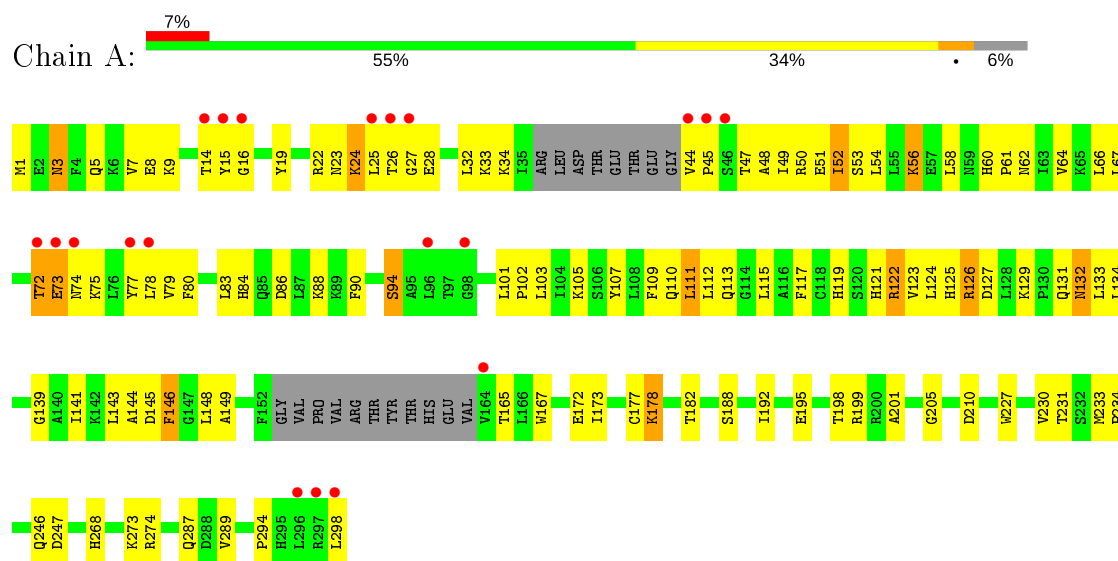 7%
Chain A:
55% 34% • 6%
M1 E2 N3 F4 Q5 K6 V7 E8 K9 T14 Y15 G16 Y19 R22 N23 K24 L25 T26 G27 E28 L32 K33 K34 I35 ARG LEU ASP THR GLU THR GLU GLY V44 P45 S46 T47 A48 I49 R50 E51 I52 S53 L54 L55 K56 E57 L58 N59 H60 P61 N62 I63 V64 K65 L66 L67
T72 E73 N74 K75 L76 Y77 L78 V79 F80 L83 H84 Q85 D86 L87 K88 K89 F90 S94 A95 L96 T97 G98 L101 P102 L103 I104 K105 S106 Y107 L108 F109 Q110 L111 L112 Q113 G114 L115 A116 F117 C118 H119 S120 H121 R122 V123 L124 H125 R126 D127 L128 K129 P130 Q131 N132 L133 L134
G139 A140 I141 K142 L143 A144 D145 F146 G147 L148 A149 F152 GLY VAL PRO VAL ARG THR TYR THR HIS GLU VAL V164 T165 L166 W167 E172 I173 C177 K178 T182 S188 I192 E195 T198 R199 R200 A201 G205 D210 W227 V230 T231 S232 M233
Q246 D247 H268 K273 R274 Q287 D288 V289 P294 H295 L296 R297 L298